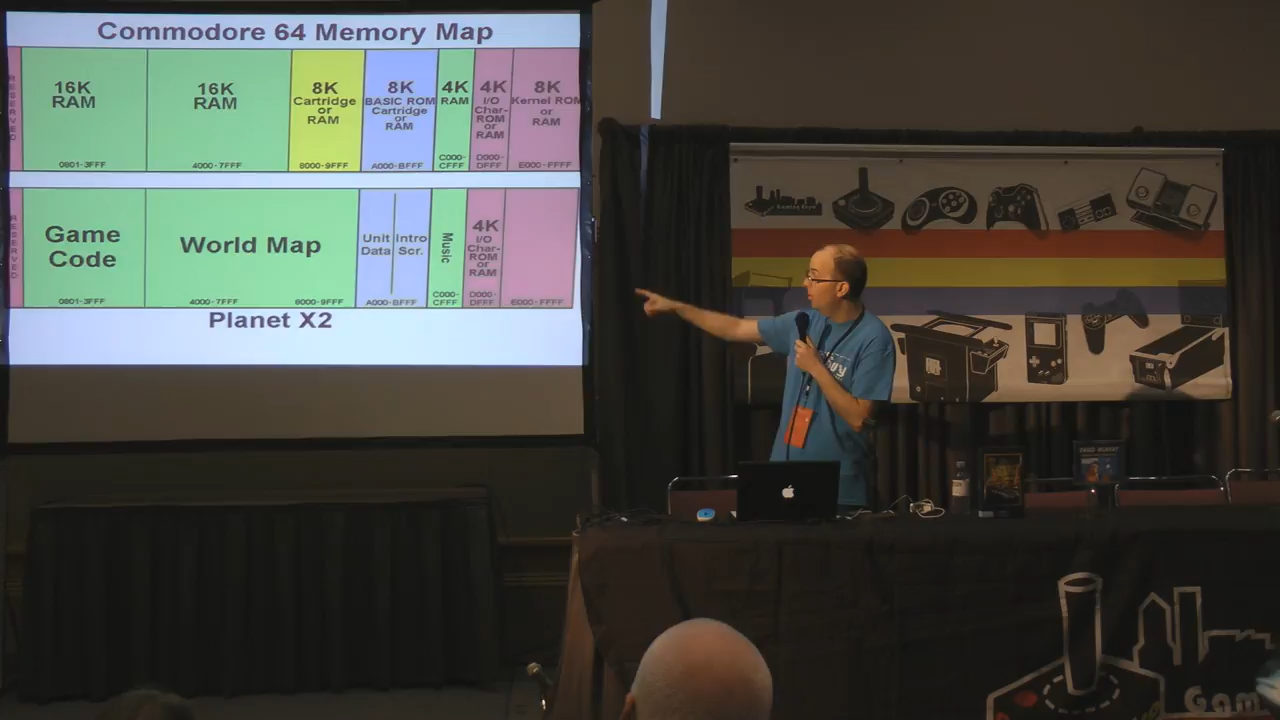 Commodore 64 Memory Map
RESERVED
16K
RAM
0801-3FFF
16K
RAM
4000-7FFF
8K
Cartridge
or
RAM
8000-9FFF
8K
BASIC ROM
Cartridge
or
RAM
A000-BFFF
4K
RAM
C000-
CFFF
4K
I/O
Char-
ROM
or
RAM
D000-
DFFF
8K
Kernel ROM
or
RAM
E000-FFFF
RESERVED
Game
Code
0801-3FFF
World Map
4000-7FFF
8000-9FFF
Unit
Data
Intro
Scr.
A000-BFFF
Music
C000-
CFFF
4K
I/O
Char-
ROM
or
RAM
D000-
DFFF
E000-FFFF
Planet X2
Gam